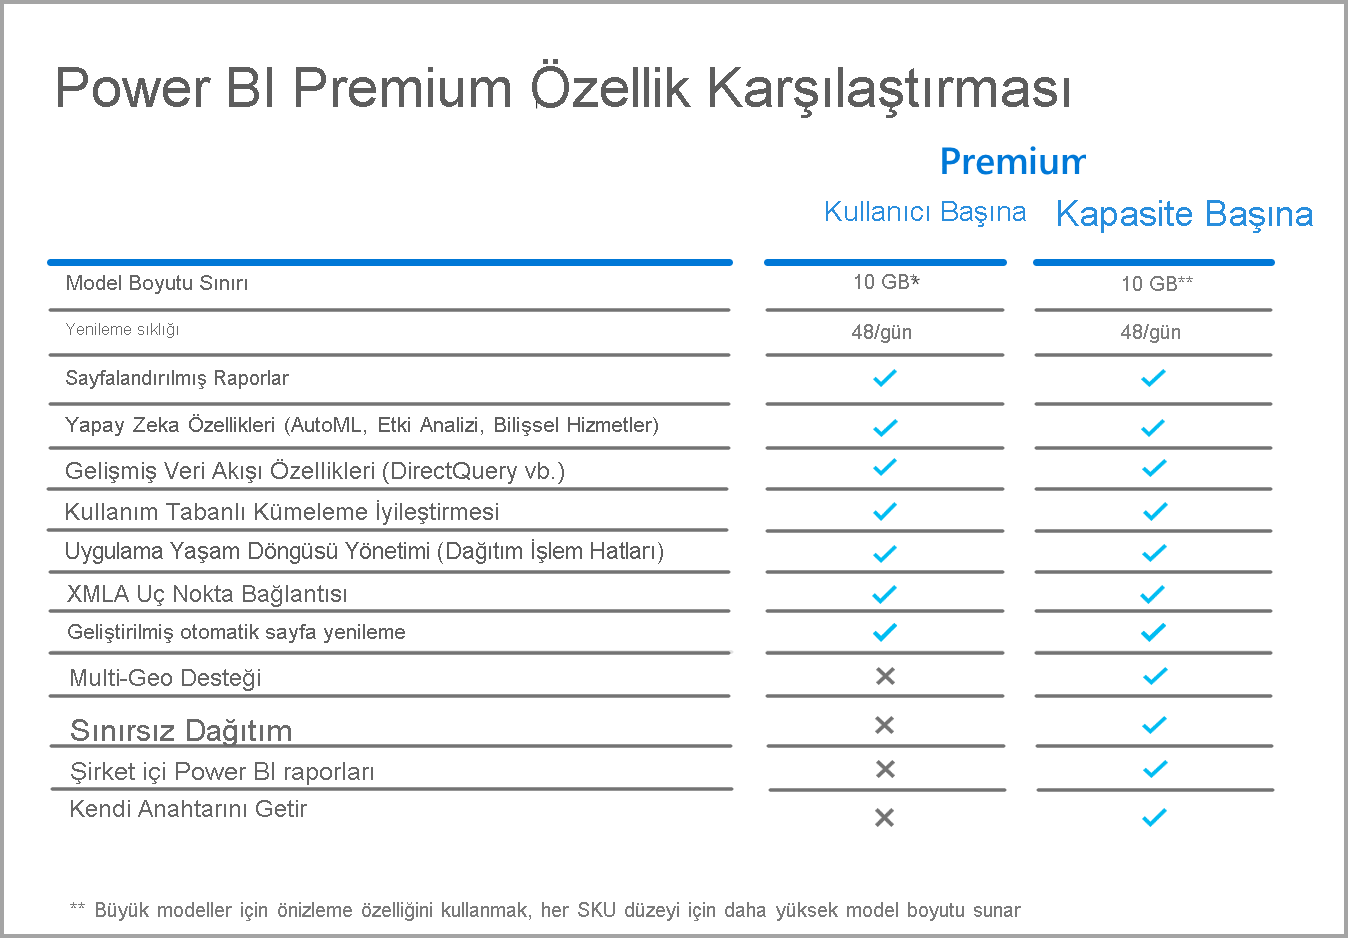 Power BI Premium Özellik Karşılaştırması
Premium
Kullanıcı Başına Kapasite Başına
Model Boyutu Sınırı 10 GB** 10 GB**
Yenileme sıklığı 48/gün 48/gün
Sayfalandırılmış Raporlar
Yapay Zeka Özellikleri (AutoML, Etki Analizi, Bilişsel Hizmetler)
Gelişmiş Veri Akışı Özellikleri (DirectQuery vb.)
Kullanım Tabanlı Kümeleme İyileştirmesi
Uygulama Yaşam Döngüsü Yönetimi (Dağıtım İşlem Hatları)
XMLA Uç Nokta Bağlantısı
Geliştirilmiş otomatik sayfa yenileme
Multi-Geo Desteği
Sınırsız Dağıtım
Şirket içi Power BI raporları
Kendi Anahtarını Getir
** Büyük modeller için önizleme özelliğini kullanmak, her SKU düzeyi için daha yüksek model boyutu sunar